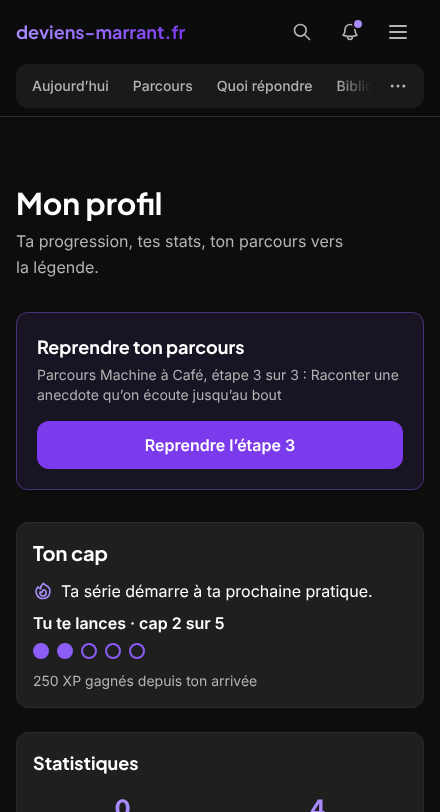 deviens-marrant.fr
Aujourd’hui Parcours Quoi répondre
Mon profil
Ta progression, tes stats, ton parcours vers
la légende.
Reprendre ton parcours
Parcours Machine à Café, étape 3 sur 3 : Raconter une
anecdote qu’on écoute jusqu’au bout
Reprendre l’étape 3
Ton cap
Ta série démarre à ta prochaine pratique.
Tu te lances · cap 2 sur 5
250 XP gagnés depuis ton arrivée
Statistiques
0 4